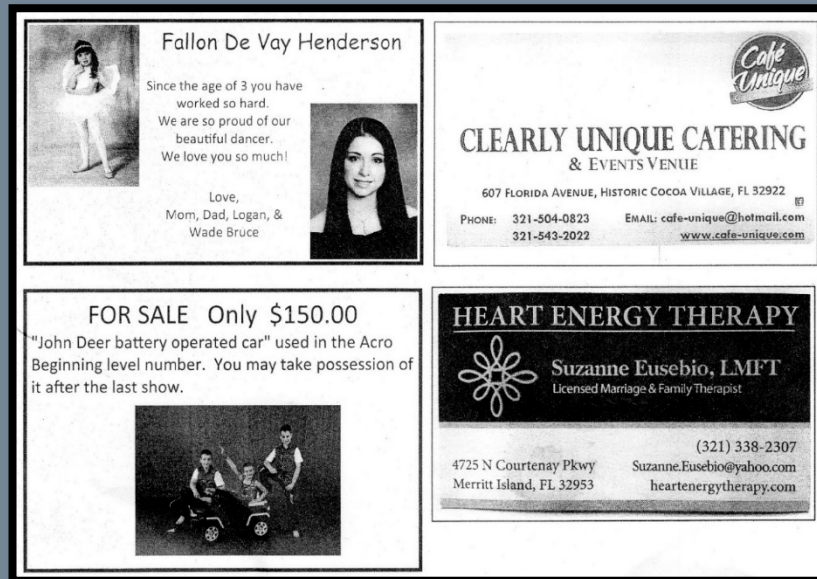 Fallon De Vay Henderson
Since the age of 3 you have
worked so hard.
We are so proud of our
beautiful dancer.
We love you so much!
Love,
Mom, Dad, Logan, &
Wade Bruce
Café
Unique
CLEARLY UNIQUE CATERING
& EVENTS VENUE
607 FLORIDA AVENUE, HISTORIC COCOA VILLAGE, FL 32922
PHONE: 321-504-0823 EMAIL: cafe-unique@hotmail.com
321-543-2022 www.cafe-unique.com
FOR SALE Only $150.00
"John Deer battery operated car" used in the Acro
Beginning level number. You may take possession of
it after the last show.
HEART ENERGY THERAPY
Suzanne Eusebio, LMFT
Licensed Marriage & Family Therapist
(321) 338-2307
4725 N Courtenay Pkwy Suzanne.Eusebio@yahoo.com
Merritt Island, FL 32953 heartenergytherapy.com